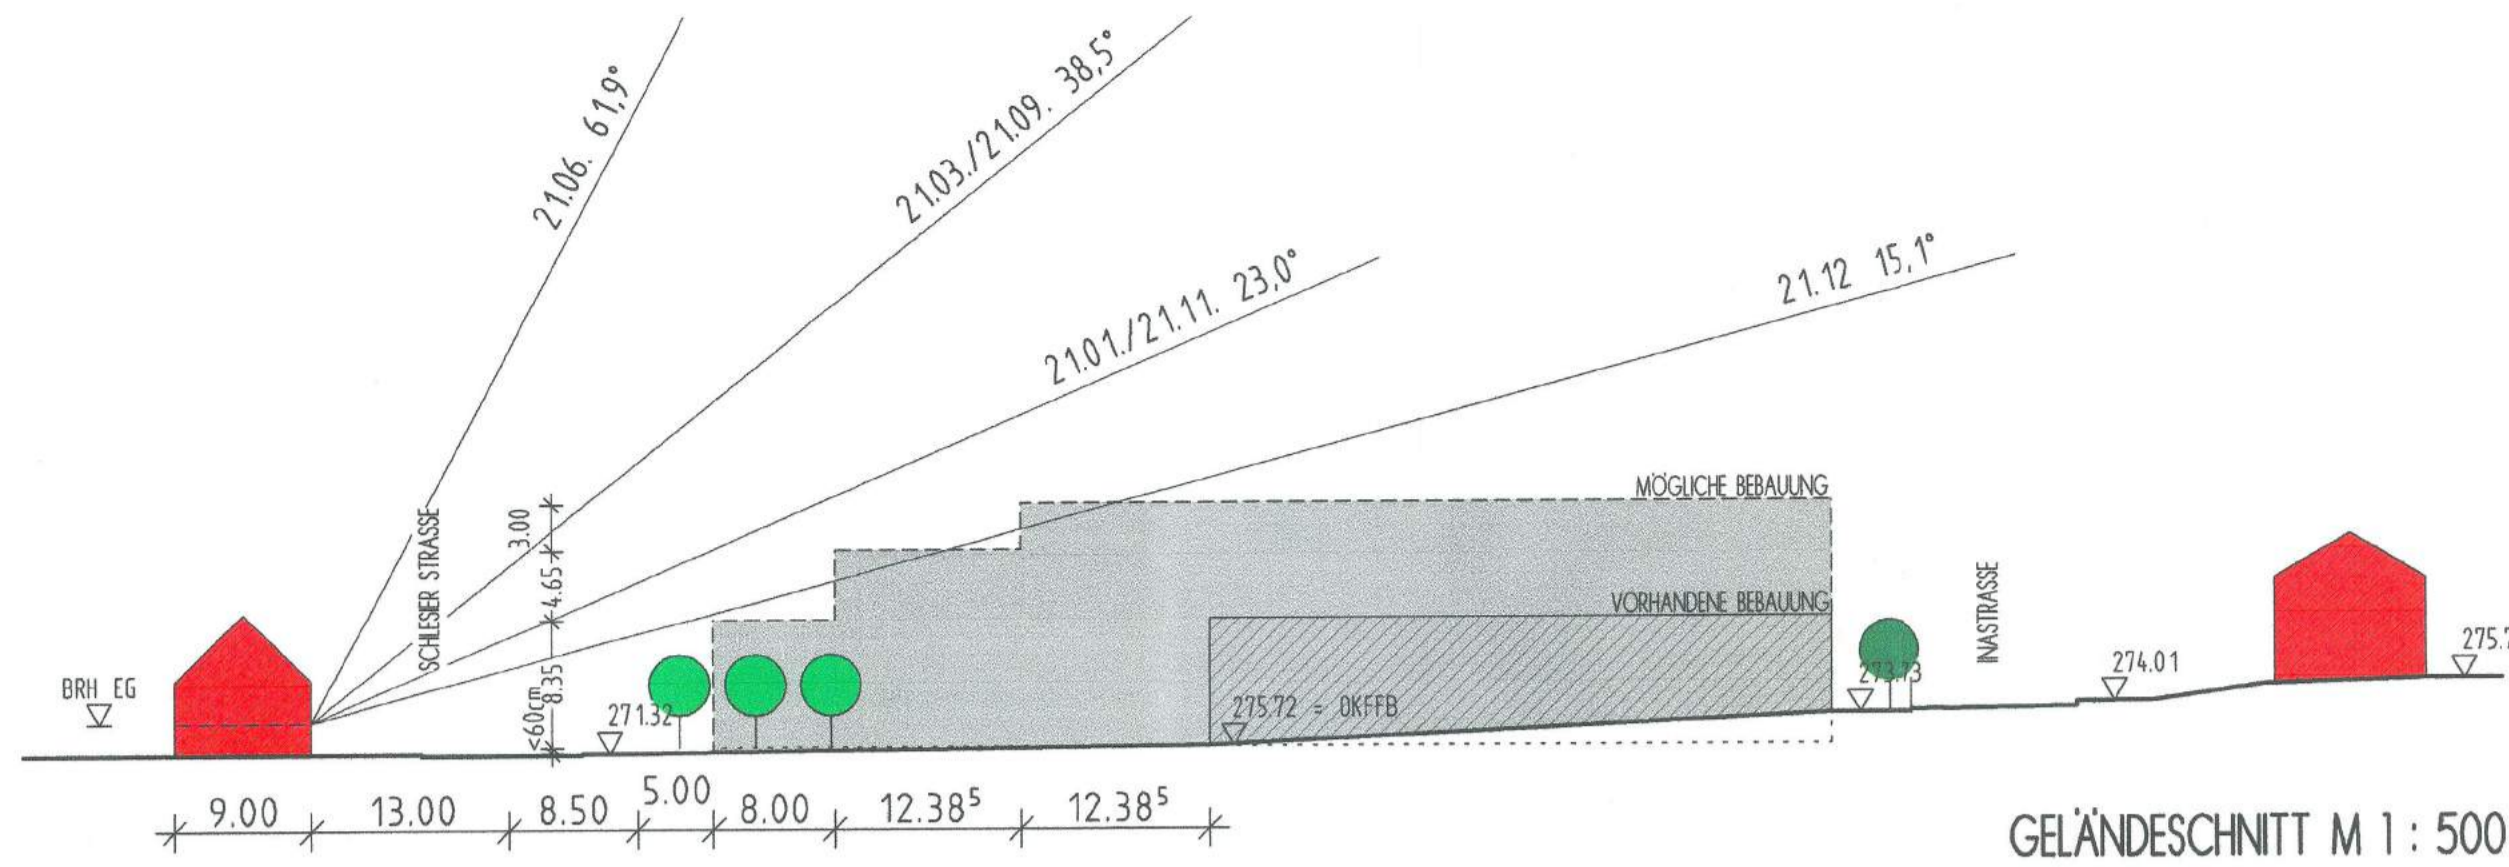 21.06. 61,9°
21.03./21.09. 38,5°
21.01./21.11. 23,0°
21.12 15,1°
MÖGLICHE BEBAUUNG
VORHANDENE BEBAUUNG
SCHLESIER STRASSE
3.00
4.65
8.35
<60cm
BRH EG
271.32
275.72 = OKFFB
273.73
INASTRASSE
274.01
9.00
13.00
8.50
5.00
8.00
12.38⁵
12.38⁵
GELÄNDESCHNITT M 1 : 500